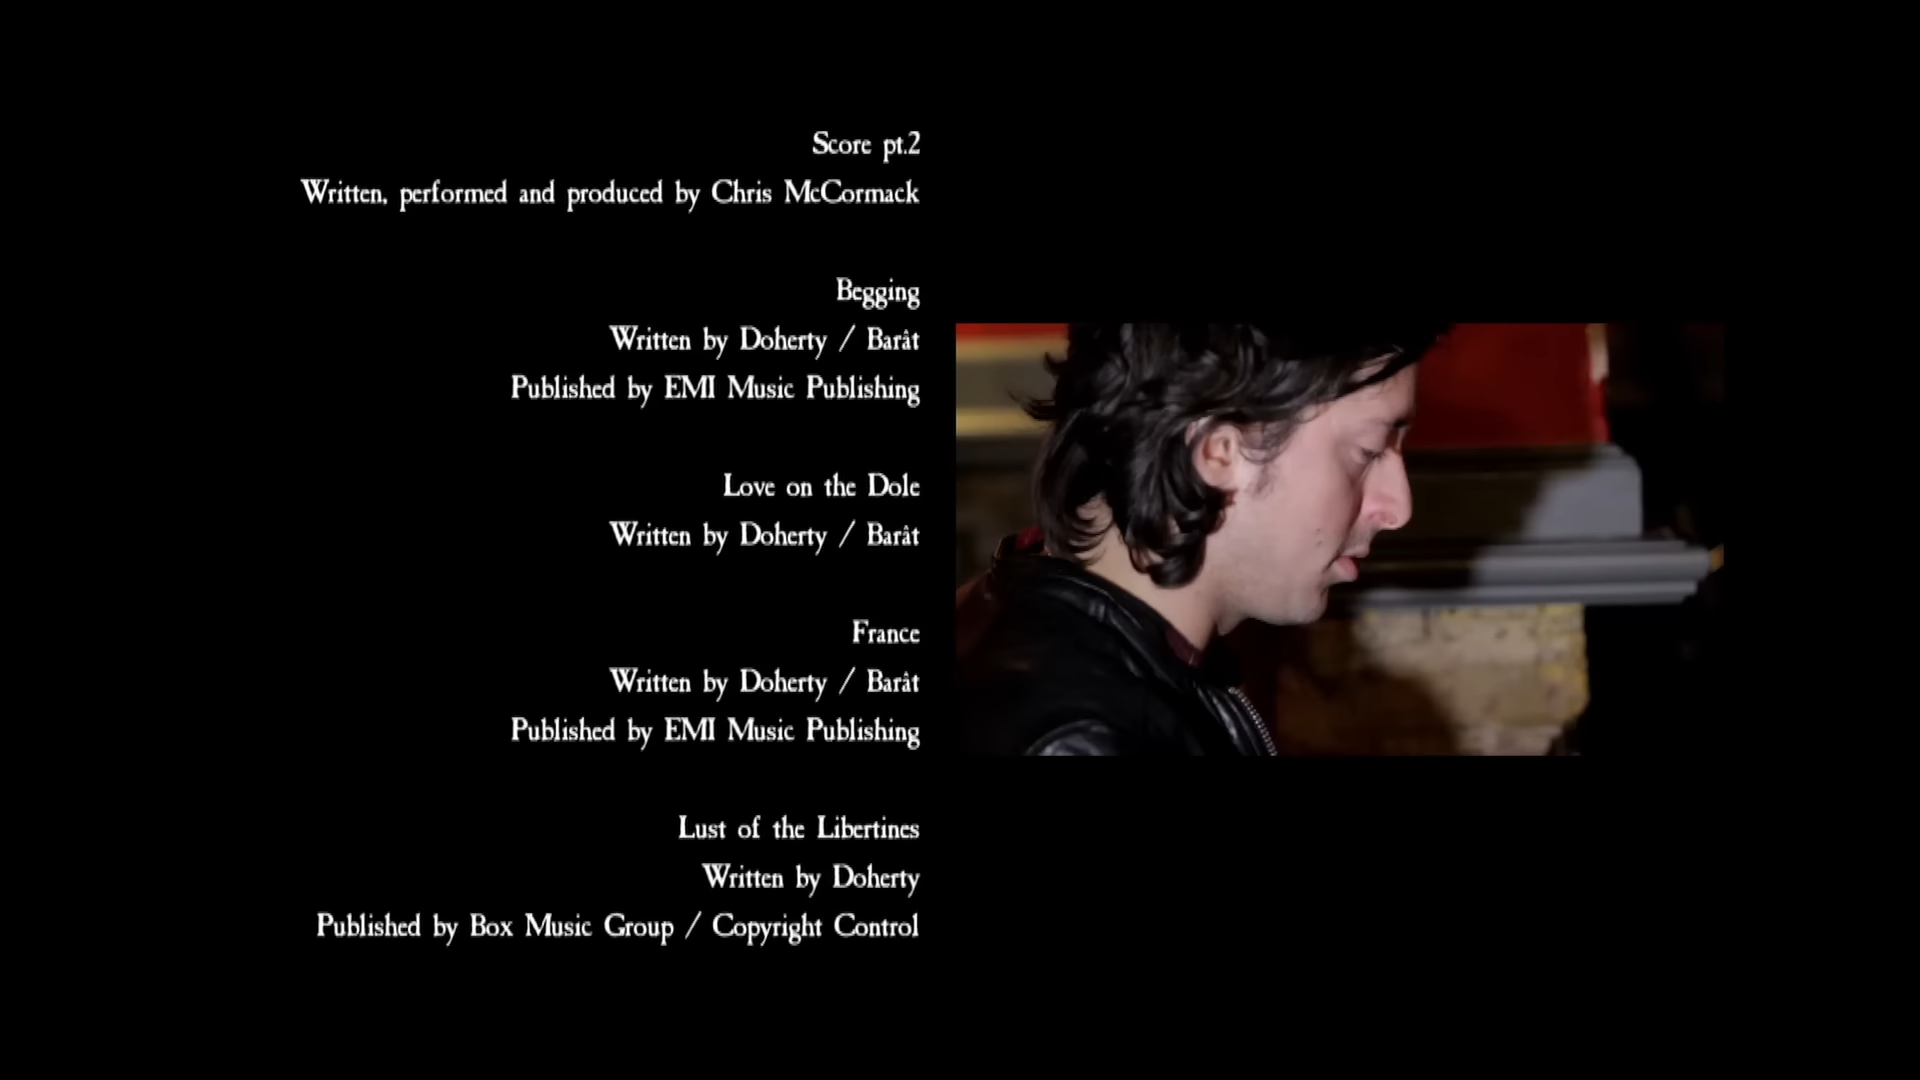 Score pt.2
Written, performed and produced by Chris McCormack
Begging
Written by Doherty / Barât
Published by EMI Music Publishing
Love on the Dole
Written by Doherty / Barât
France
Written by Doherty / Barât
Published by EMI Music Publishing
Lust of the Libertines
Written by Doherty
Published by Box Music Group / Copyright Control